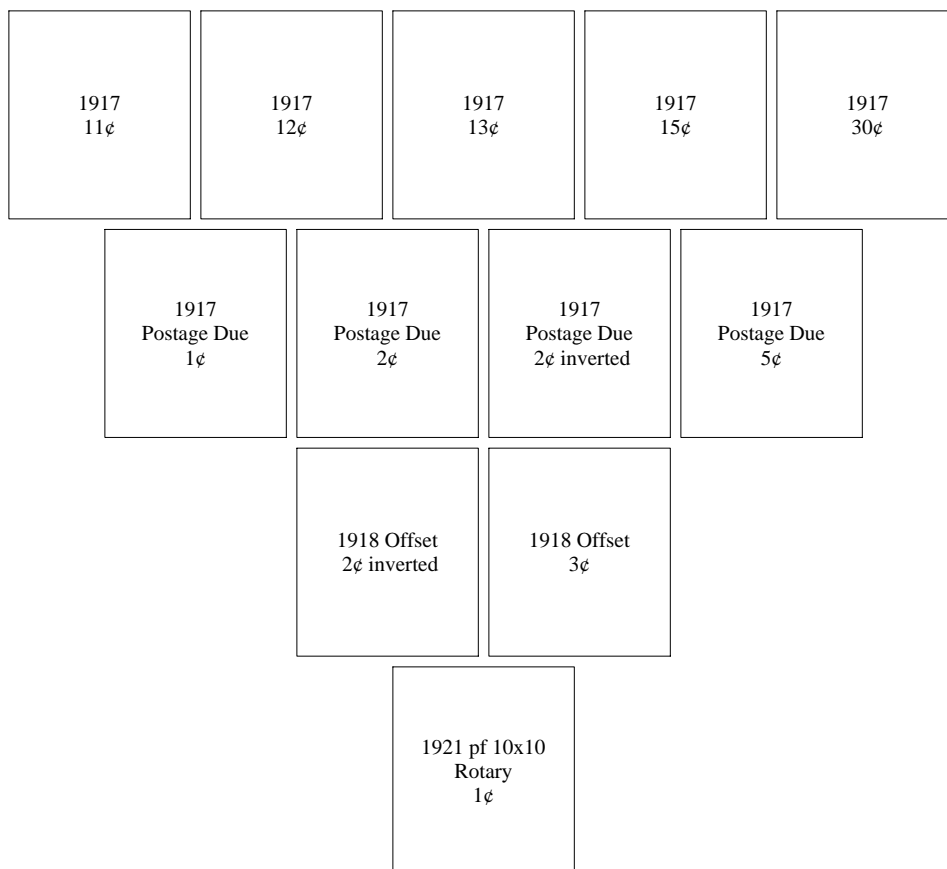 1917
11¢
1917
12¢
1917
13¢
1917
15¢
1917
30¢
1917
Postage Due
1¢
1917
Postage Due
2¢
1917
Postage Due
2¢ inverted
1917
Postage Due
5¢
1918 Offset
2¢ inverted
1918 Offset
3¢
1921 pf 10x10
Rotary
1¢